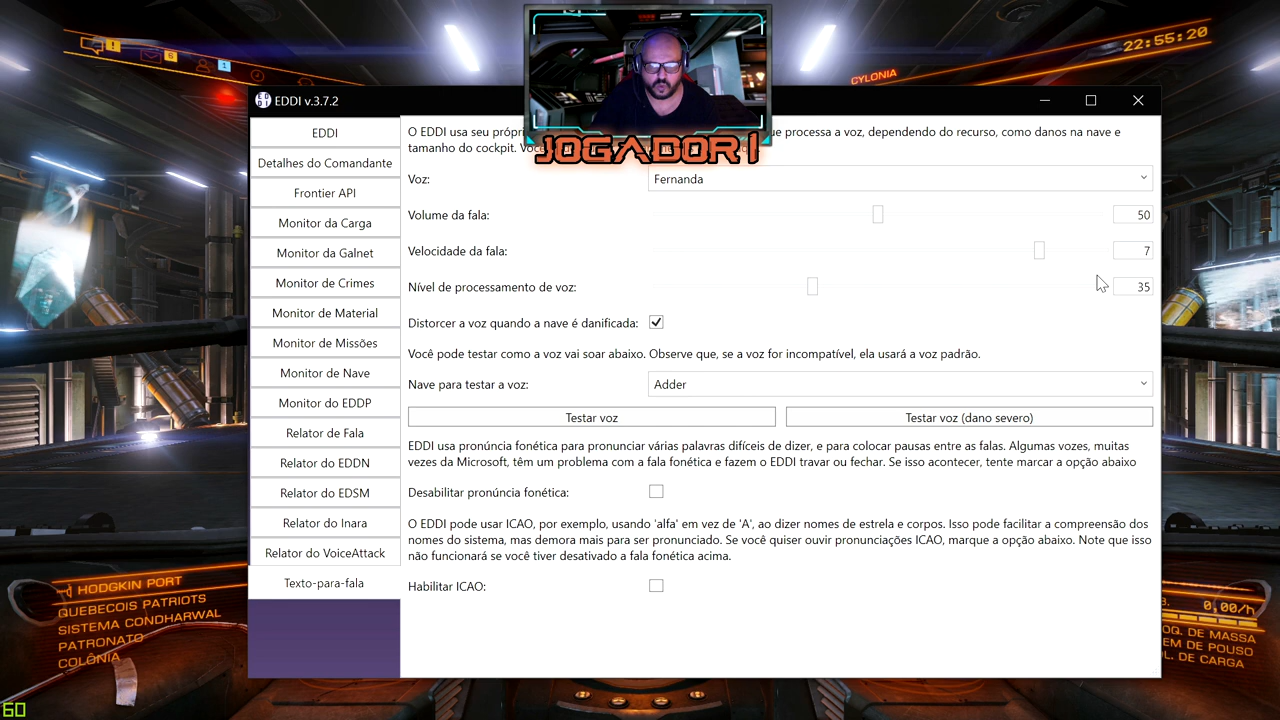 22:55:20
6
1
CYLONIA
JOGADOR1
EDDI v.3.7.2
EDDI
Detalhes do Comandante
Frontier API
Monitor da Carga
Monitor da Galnet
Monitor de Crimes
Monitor de Material
Monitor de Missões
Monitor de Nave
Monitor do EDDP
Relator de Fala
Relator do EDDN
Relator do EDSM
Relator do Inara
Relator do VoiceAttack
Texto-para-fala
O EDDI usa seu própri ue processa a voz, dependendo do recurso, como danos na nave e
tamanho do cockpit.
Voz: Fernanda
Volume da fala: 50
Velocidade da fala: 7
Nível de processamento de voz: 35
Distorcer a voz quando a nave é danificada:
Você pode testar como a voz vai soar abaixo. Observe que, se a voz for incompatível, ela usará a voz padrão.
Nave para testar a voz: Adder
Testar voz Testar voz (dano severo)
EDDI usa pronúncia fonética para pronunciar várias palavras difíceis de dizer, e para colocar pausas entre as falas. Algumas vozes, muitas
vezes da Microsoft, têm um problema com a fala fonética e fazem o EDDI travar ou fechar. Se isso acontecer, tente marcar a opção abaixo
Desabilitar pronúncia fonética:
O EDDI pode usar ICAO, por exemplo, usando 'alfa' em vez de 'A', ao dizer nomes de estrela e corpos. Isso pode facilitar a compreensão dos
nomes do sistema, mas demora mais para ser pronunciado. Se você quiser ouvir pronunciações ICAO, marque a opção abaixo. Note que isso
não funcionará se você tiver desativado a fala fonética acima.
Habilitar ICAO:
HODGKIN PORT
QUEBECOIS PATRIOTS
SISTEMA CONDHARWAL
PATRONATO
COLÔNIA
0.00/h
OQ. DE MASSA
EM DE POUSO
L. DE CARGA
60